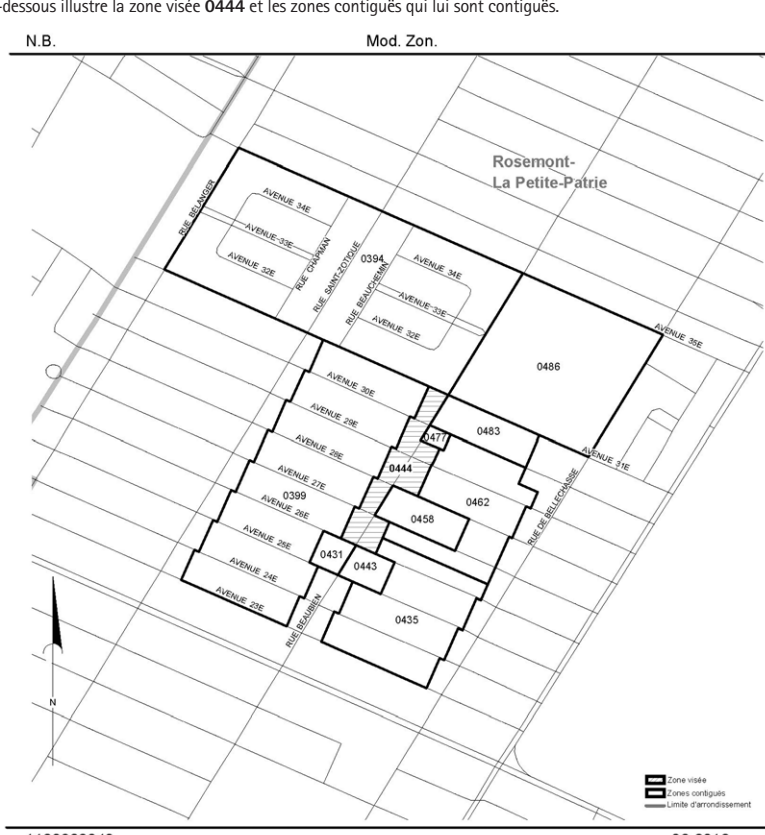 -dessous illustre la zone visée 0444 et les zones contiguës qui lui sont contiguës.
N.B.
Mod. Zon.
Rosemont-
La Petite-Patrie
RUE BÉLANGER
AVENUE 34E
AVENUE 33E
AVENUE 32E
RUE CHAPMAN
RUE SAINT-ZOTIQUE
0394
RUE BEAUCHEMIN
AVENUE 34E
AVENUE 33E
AVENUE 32E
AVENUE 35E
0486
AVENUE 30E
AVENUE 29E
AVENUE 28E
AVENUE 27E
0399
AVENUE 26E
AVENUE 25E
AVENUE 24E
AVENUE 23E
0477
0483
0444
AVENUE 31E
0462
RUE DE BELLECHASSE
0458
0431
0443
0435
RUE BEAUBIEN
N
Zone visée
Zones contiguës
Limite d'arrondissement